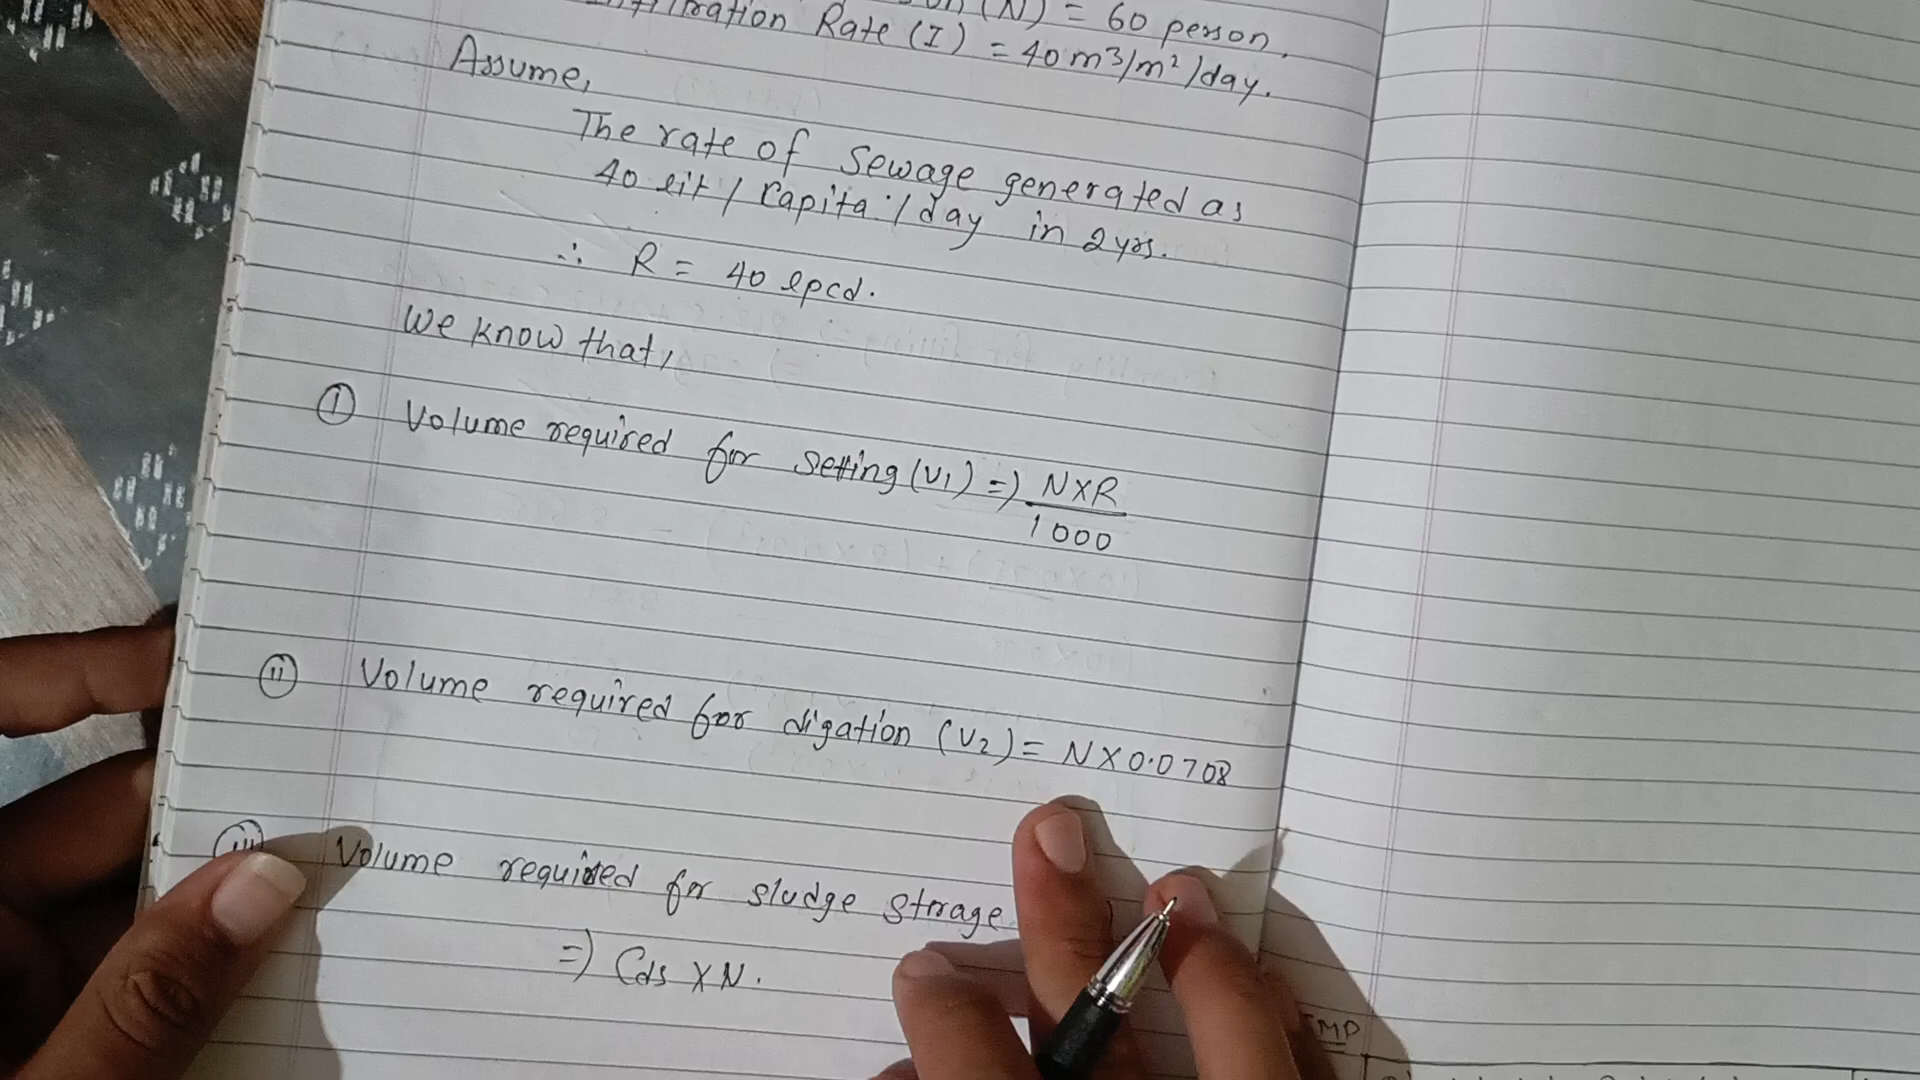 (N) = 60 person.
Rate (I) = 40 m³/m²/day.
Assume,
The rate of Sewage generated as
40 lit / Capita / day in 2 yrs.
∴ R = 40 lpcd.
We know that,
(i) Volume required for setting (V₁) => N×R / 1000
(ii) Volume required for digation (V₂) = N × 0.0708
(iii) Volume required for sludge storage
=> Cds × N.
IMP